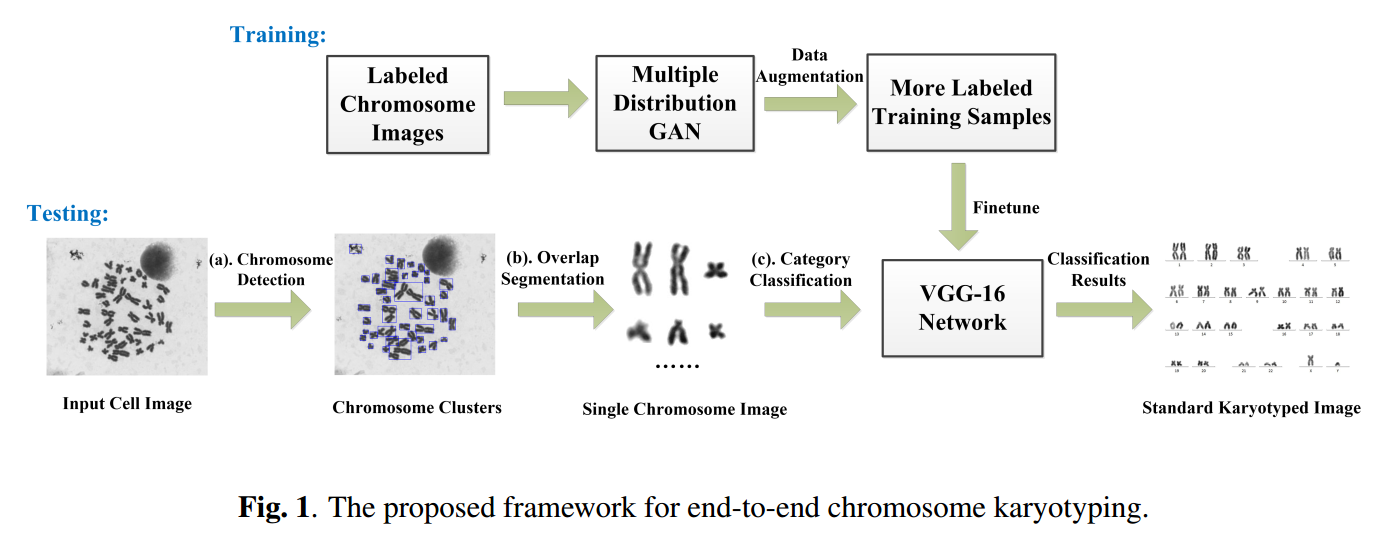 Training:
Labeled
Chromosome
Images
Multiple
Distribution
GAN
Data
Augmentation
More Labeled
Training Samples
Finetune
Testing:
(a). Chromosome
Detection
(b). Overlap
Segmentation
(c). Category
Classification
VGG-16
Network
Classification
Results
......
Input Cell Image
Chromosome Clusters
Single Chromosome Image
Standard Karyotyped Image
Fig. 1. The proposed framework for end-to-end chromosome karyotyping.